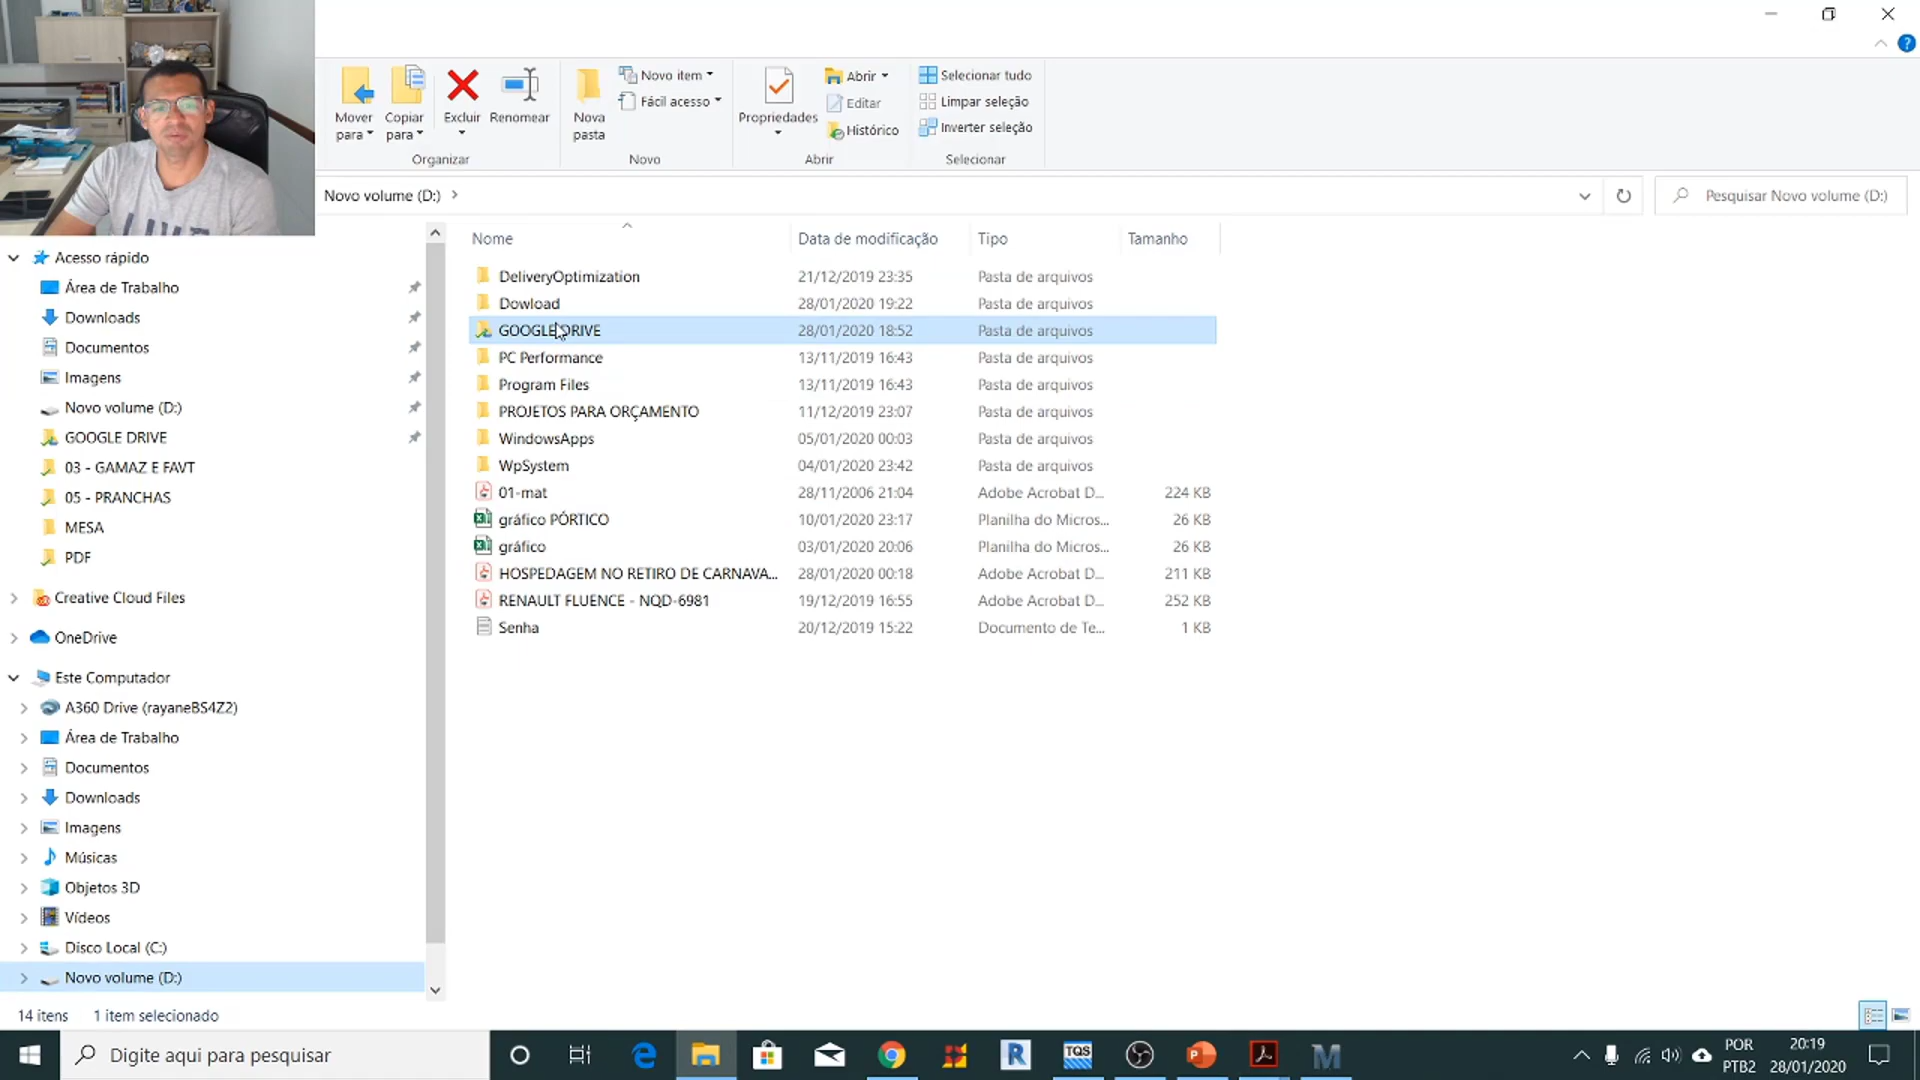 Mover para
Copiar para
Excluir
Renomear
Organizar
Nova pasta
Novo item
Fácil acesso
Novo
Propriedades
Abrir
Editar
Histórico
Abrir
Selecionar tudo
Limpar seleção
Inverter seleção
Selecionar
Novo volume (D:)
Pesquisar Novo volume (D:)
Acesso rápido
Área de Trabalho
Downloads
Documentos
Imagens
Novo volume (D:)
GOOGLE DRIVE
03 - GAMAZ E FAVT
05 - PRANCHAS
MESA
PDF
Creative Cloud Files
OneDrive
Este Computador
A360 Drive (rayaneBS4Z2)
Área de Trabalho
Documentos
Downloads
Imagens
Músicas
Objetos 3D
Vídeos
Disco Local (C:)
Novo volume (D:)
Nome Data de modificação Tipo Tamanho
DeliveryOptimization 21/12/2019 23:35 Pasta de arquivos
Dowload 28/01/2020 19:22 Pasta de arquivos
GOOGLE DRIVE 28/01/2020 18:52 Pasta de arquivos
PC Performance 13/11/2019 16:43 Pasta de arquivos
Program Files 13/11/2019 16:43 Pasta de arquivos
PROJETOS PARA ORÇAMENTO 11/12/2019 23:07 Pasta de arquivos
WindowsApps 05/01/2020 00:03 Pasta de arquivos
WpSystem 04/01/2020 23:42 Pasta de arquivos
01-mat 28/11/2006 21:04 Adobe Acrobat D... 224 KB
gráfico PÓRTICO 10/01/2020 23:17 Planilha do Micros... 26 KB
gráfico 03/01/2020 20:06 Planilha do Micros... 26 KB
HOSPEDAGEM NO RETIRO DE CARNAVA... 28/01/2020 00:18 Adobe Acrobat D... 211 KB
RENAULT FLUENCE - NQD-6981 19/12/2019 16:55 Adobe Acrobat D... 252 KB
Senha 20/12/2019 15:22 Documento de Te... 1 KB
14 itens 1 item selecionado
Digite aqui para pesquisar
TQS
POR
PTB2
20:19
28/01/2020